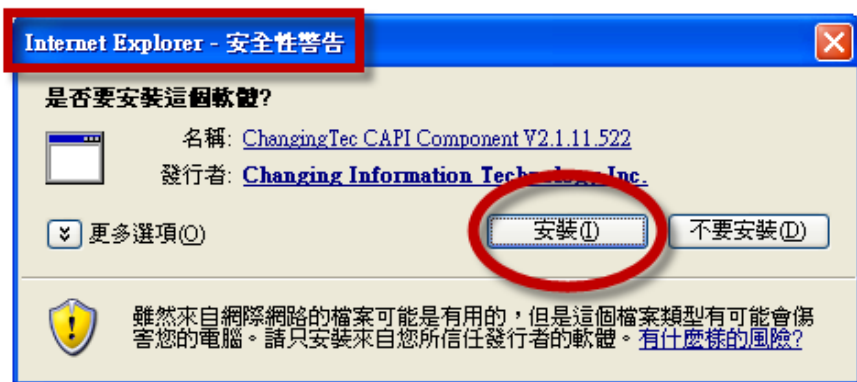 Internet Explorer - 安全性警告
是否要安裝這個軟體?
名稱: ChangingTec CAPI Component V2.1.11.522
發行者: Changing Information Technology Inc.
更多選項(O)
安裝(I)
不要安裝(D)
雖然來自網際網路的檔案可能是有用的，但是這個檔案類型有可能會傷
害您的電腦。請只安裝來自您所信任發行者的軟體。有什麼樣的風險?